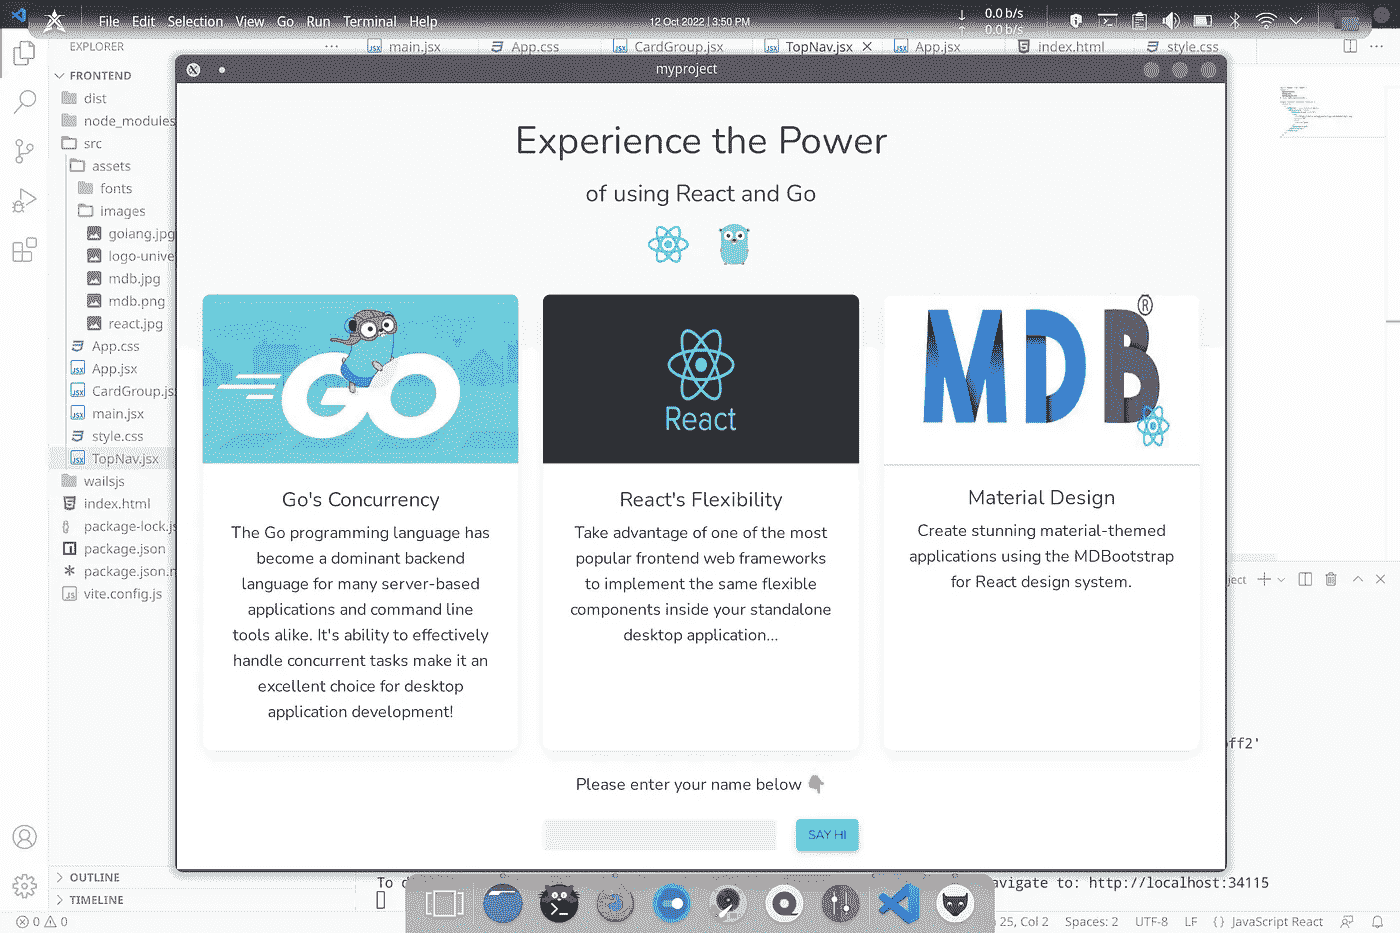 File Edit Selection View Go Run Terminal Help
12 Oct 2022 | 3:50 PM
0.0 b/s
0.0 b/s
EXPLORER
main.jsx
App.css
CardGroup.jsx
TopNav.jsx
App.jsx
index.html
style.css
FRONTEND
dist
node_modules
src
assets
fonts
images
golang.jpg
logo-unive
mdb.jpg
mdb.png
react.jpg
App.css
App.jsx
CardGroup.js
main.jsx
style.css
TopNav.jsx
wailsjs
index.html
package-lock.js
package.json
package.json.m
vite.config.js
OUTLINE
TIMELINE
0 0
myproject
Experience the Power
of using React and Go
GO
React
MDB
®
Go's Concurrency
The Go programming language has
become a dominant backend
language for many server-based
applications and command line
tools alike. It's ability to effectively
handle concurrent tasks make it an
excellent choice for desktop
application development!
React's Flexibility
Take advantage of one of the most
popular frontend web frameworks
to implement the same flexible
components inside your standalone
desktop application...
Material Design
Create stunning material-themed
applications using the MDBootstrap
for React design system.
Please enter your name below
SAY HI
ject
off2'
To
avigate to: http://localhost:34115
25, Col 2
Spaces: 2
UTF-8
LF
JavaScript React